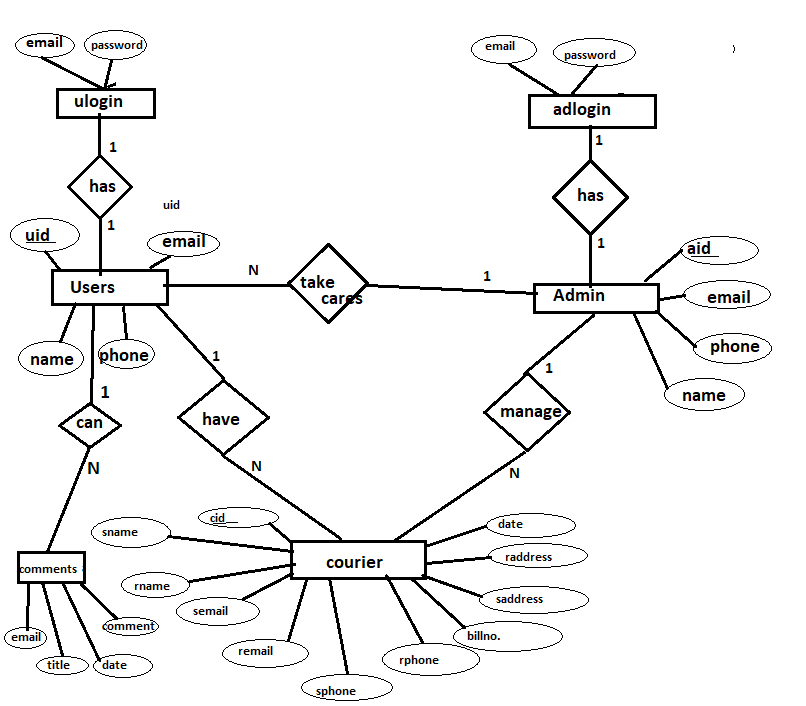 email
password
email
password
)
ulogin
adlogin
1
1
has
has
uid
1
1
uid
email
aid
N
1
Users
take
cares
Admin
email
name
phone
1
1
phone
1
name
can
have
manage
N
N
N
cid
sname
date
raddress
courier
comments
rname
saddress
semail
comment
email
billno.
remail
rphone
title
date
sphone